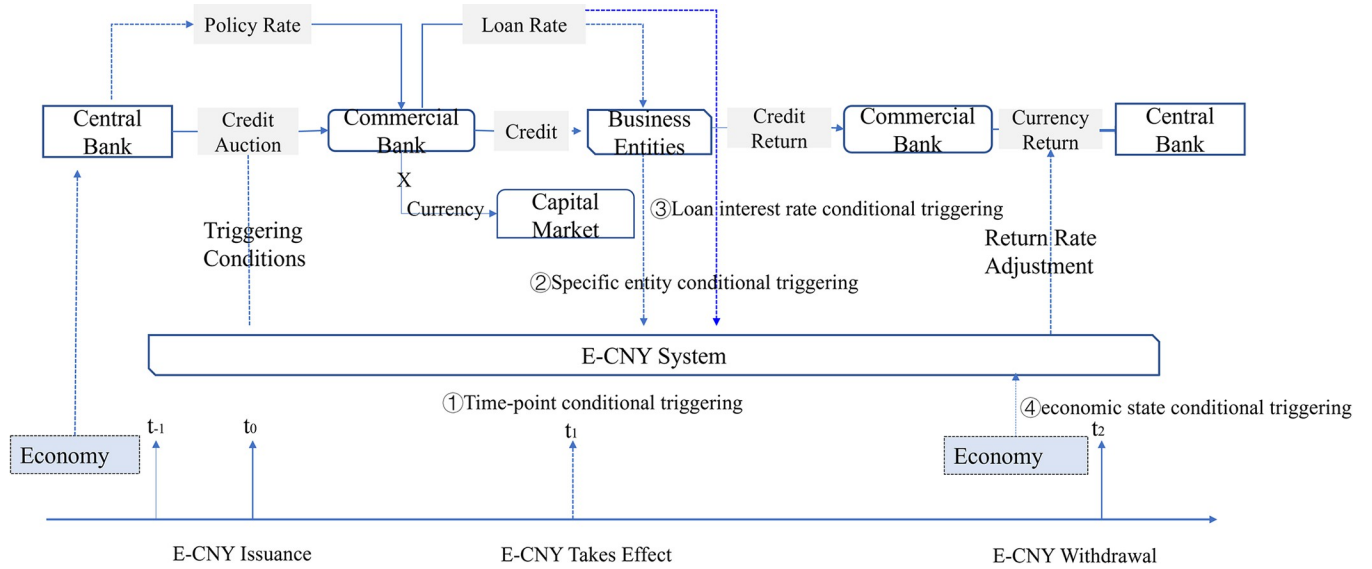 Policy Rate
Loan Rate
Central
Bank
Credit
Auction
Commercial
Bank
Credit
Business
Entities
Credit
Return
Commercial
Bank
Currency
Return
Central
Bank
X
Currency
Capital
Market
③Loan interest rate conditional triggering
Triggering
Conditions
Return Rate
Adjustment
②Specific entity conditional triggering
E-CNY System
①Time-point conditional triggering
④economic state conditional triggering
t-1
t0
t1
t2
Economy
Economy
E-CNY Issuance
E-CNY Takes Effect
E-CNY Withdrawal